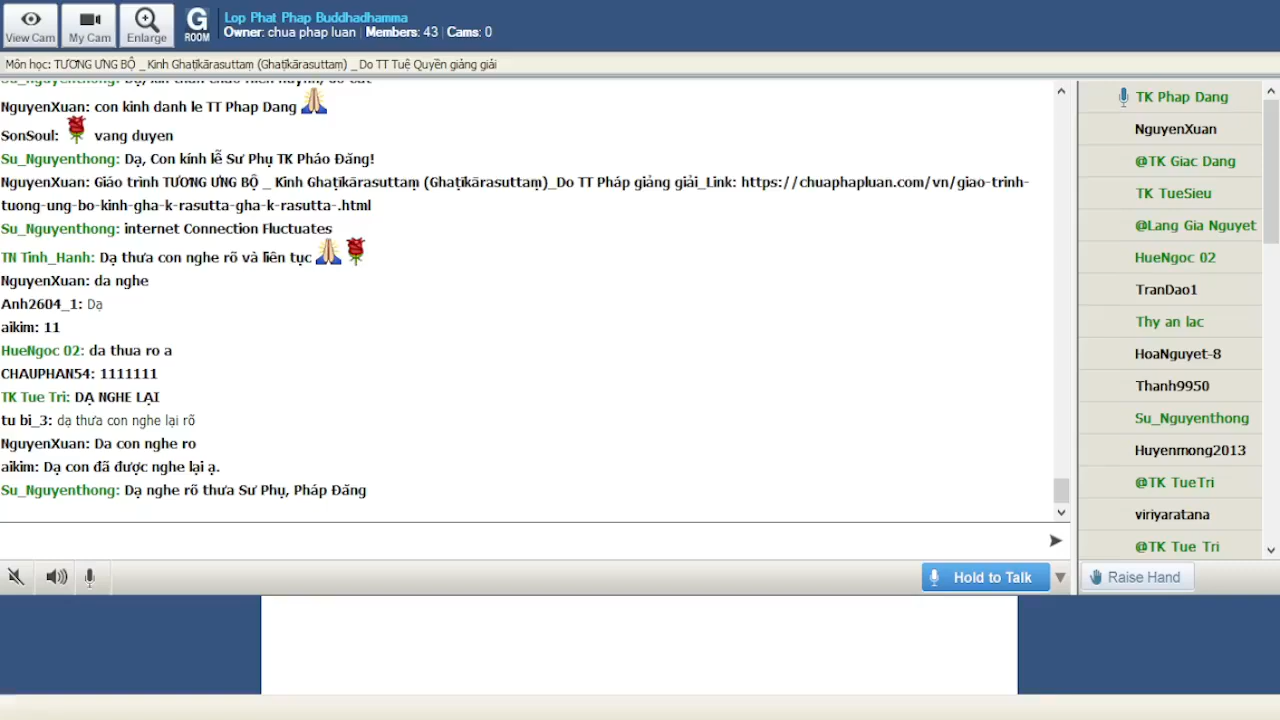 View Cam
My Cam
Enlarge
G
ROOM
Lop Phat Phap Buddhadhamma
Owner: chua phap luan | Members: 43 | Cams: 0
Môn học: TƯƠNG ƯNG BỘ _ Kinh Ghaṭīkārasuttaṃ (Ghaṭīkārasuttaṃ) _ Do TT Tuệ Quyền giảng giải
NguyenXuan: con kinh danh le TT Phap Dang
SonSoul: vang duyen
Su_Nguyenthong: Dạ, Con kính lễ Sư Phụ TK Pháo Đăng!
NguyenXuan: Giáo trình TƯƠNG ƯNG BỘ _ Kinh Ghaṭīkārasuttaṃ (Ghaṭīkārasuttaṃ)_Do TT Pháp giảng giải_Link: https://chuaphapluan.com/vn/giao-trinh-
tuong-ung-bo-kinh-gha-k-rasutta-gha-k-rasutta-.html
Su_Nguyenthong: internet Connection Fluctuates
TN Tinh_Hanh: Dạ thưa con nghe rõ và liên tục
NguyenXuan: da nghe
Anh2604_1: Dạ
aikim: 11
HueNgoc 02: da thua ro a
CHAUPHAN54: 1111111
TK Tue Tri: DẠ NGHE LẠI
tu bi_3: dạ thưa con nghe lại rõ
NguyenXuan: Da con nghe ro
aikim: Dạ con đã được nghe lại ạ.
Su_Nguyenthong: Dạ nghe rõ thưa Sư Phụ, Pháp Đăng
TK Phap Dang
NguyenXuan
@TK Giac Dang
TK TueSieu
@Lang Gia Nguyet
HueNgoc 02
TranDao1
Thy an lac
HoaNguyet-8
Thanh9950
Su_Nguyenthong
Huyenmong2013
@TK TueTri
viriyaratana
@TK Tue Tri
Hold to Talk
Raise Hand